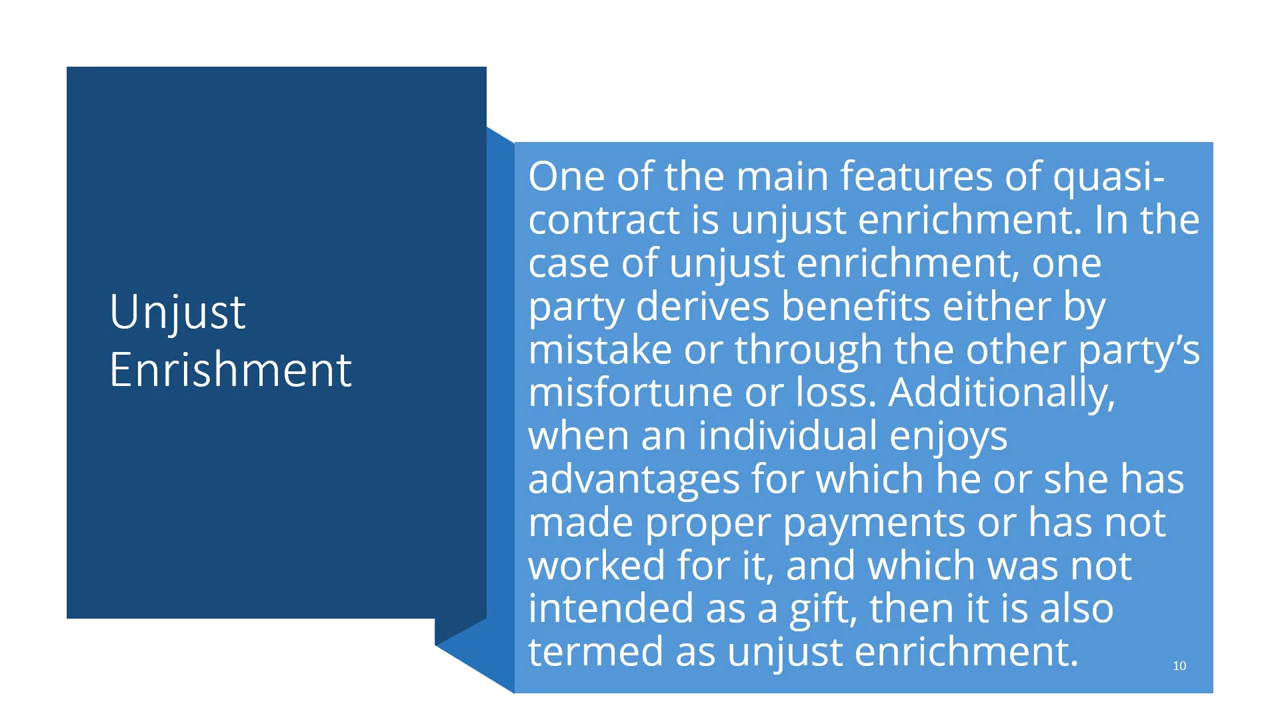 Unjust
Enrishment
One of the main features of quasi-
contract is unjust enrichment. In the
case of unjust enrichment, one
party derives benefits either by
mistake or through the other party’s
misfortune or loss. Additionally,
when an individual enjoys
advantages for which he or she has
made proper payments or has not
worked for it, and which was not
intended as a gift, then it is also
termed as unjust enrichment.
10